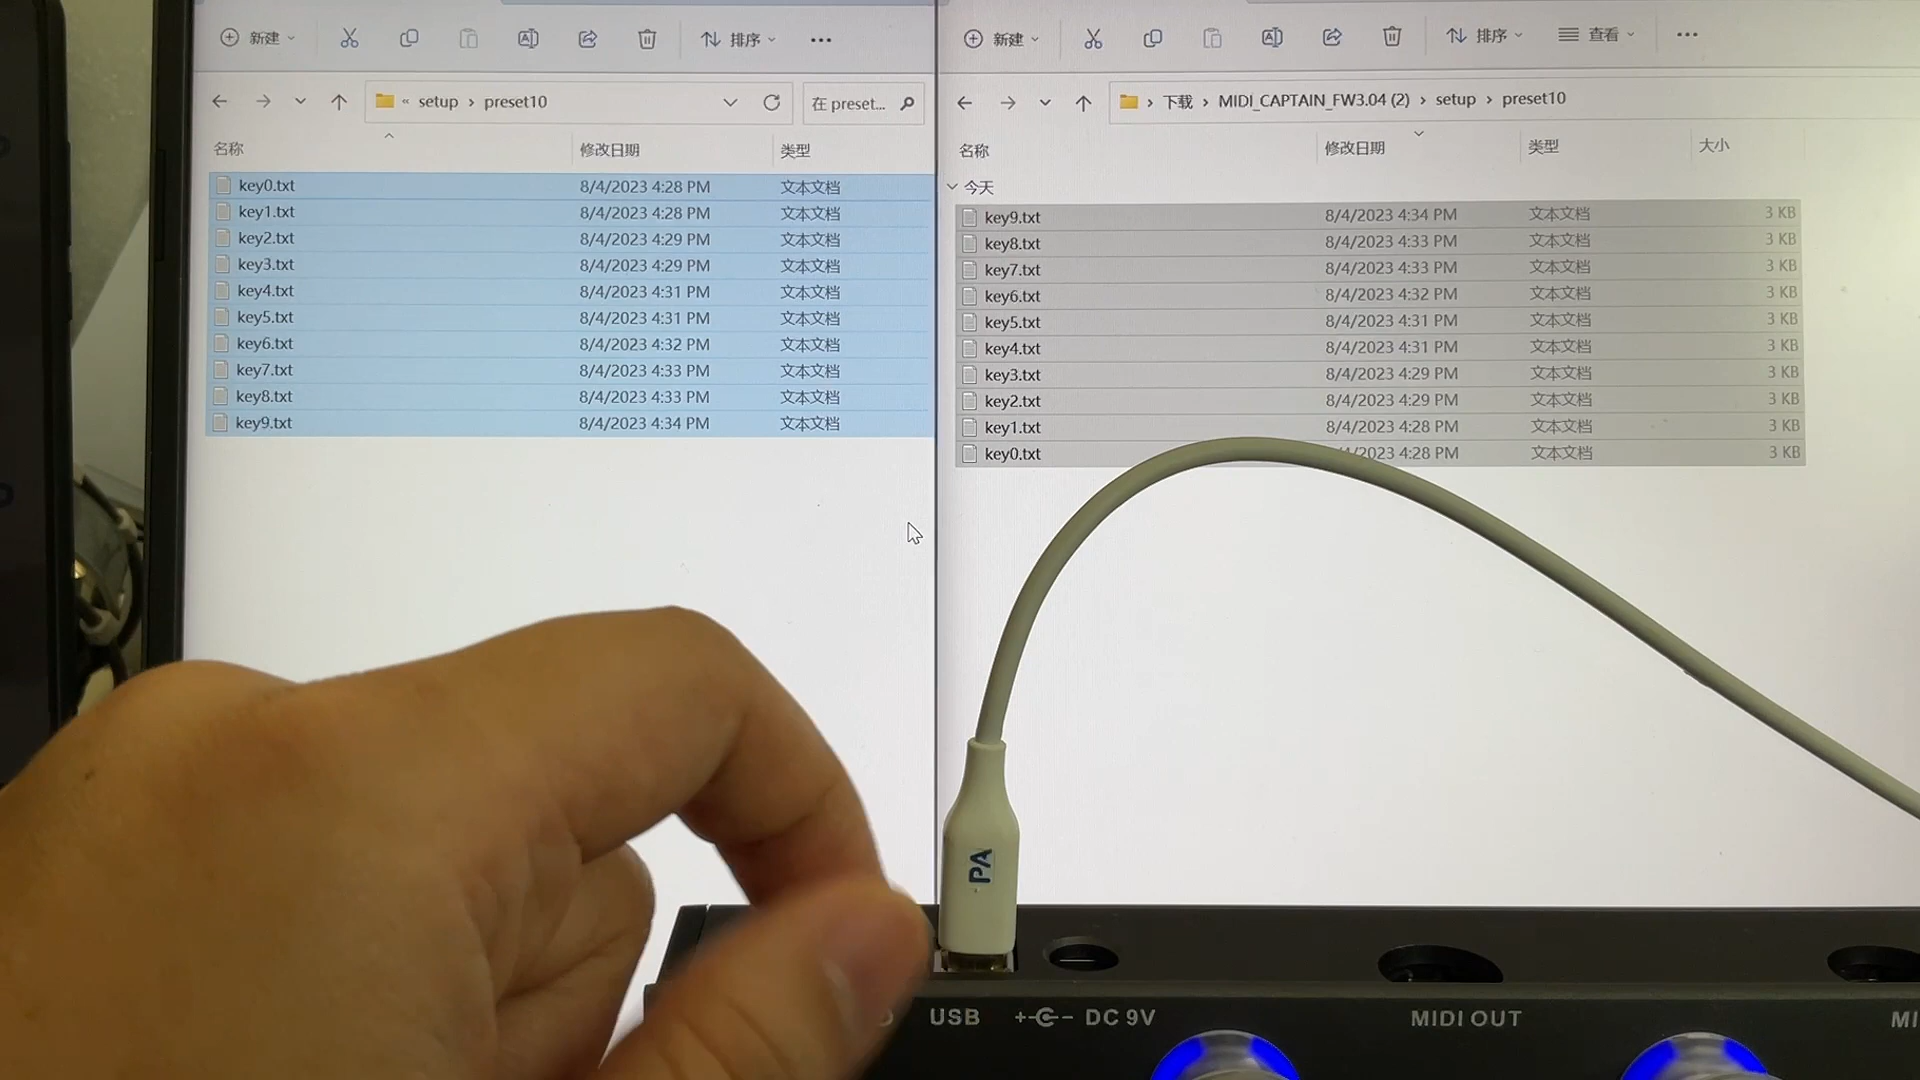 新建
排序
setup › preset10
在 preset...
名称 修改日期 类型
key0.txt 8/4/2023 4:28 PM 文本文档
key1.txt 8/4/2023 4:28 PM 文本文档
key2.txt 8/4/2023 4:29 PM 文本文档
key3.txt 8/4/2023 4:29 PM 文本文档
key4.txt 8/4/2023 4:31 PM 文本文档
key5.txt 8/4/2023 4:31 PM 文本文档
key6.txt 8/4/2023 4:32 PM 文本文档
key7.txt 8/4/2023 4:33 PM 文本文档
key8.txt 8/4/2023 4:33 PM 文本文档
key9.txt 8/4/2023 4:34 PM 文本文档
新建
排序
查看
下载 › MIDI_CAPTAIN_FW3.04 (2) › setup › preset10
名称 修改日期 类型 大小
今天
key9.txt 8/4/2023 4:34 PM 文本文档 3 KB
key8.txt 8/4/2023 4:33 PM 文本文档 3 KB
key7.txt 8/4/2023 4:33 PM 文本文档 3 KB
key6.txt 8/4/2023 4:32 PM 文本文档 3 KB
key5.txt 8/4/2023 4:31 PM 文本文档 3 KB
key4.txt 8/4/2023 4:31 PM 文本文档 3 KB
key3.txt 8/4/2023 4:29 PM 文本文档 3 KB
key2.txt 8/4/2023 4:29 PM 文本文档 3 KB
key1.txt 8/4/2023 4:28 PM 文本文档 3 KB
key0.txt /2023 4:28 PM 文本文档 3 KB
PA
USB
DC 9V
MIDI OUT
MI